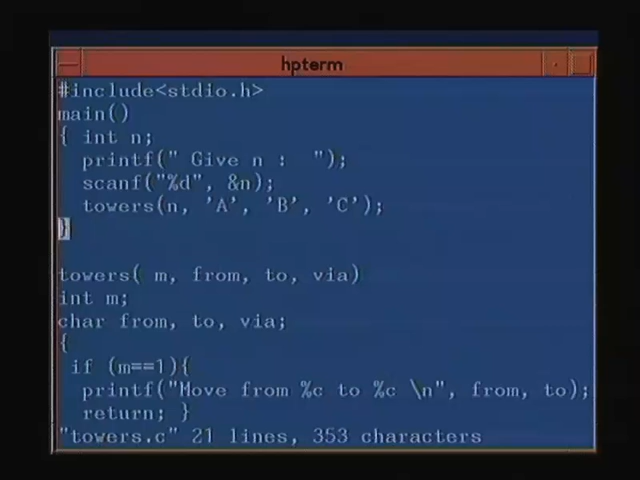 hpterm
#include<stdio.h>
main()
{ int n;
  printf(" Give n :  ");
  scanf("%d", &n);
  towers(n, 'A', 'B', 'C');
}

towers( m, from, to, via)
int m;
char from, to, via;
{
 if (m==1){
  printf("Move from %c to %c \n", from, to);
  return; }
"towers.c" 21 lines, 353 characters